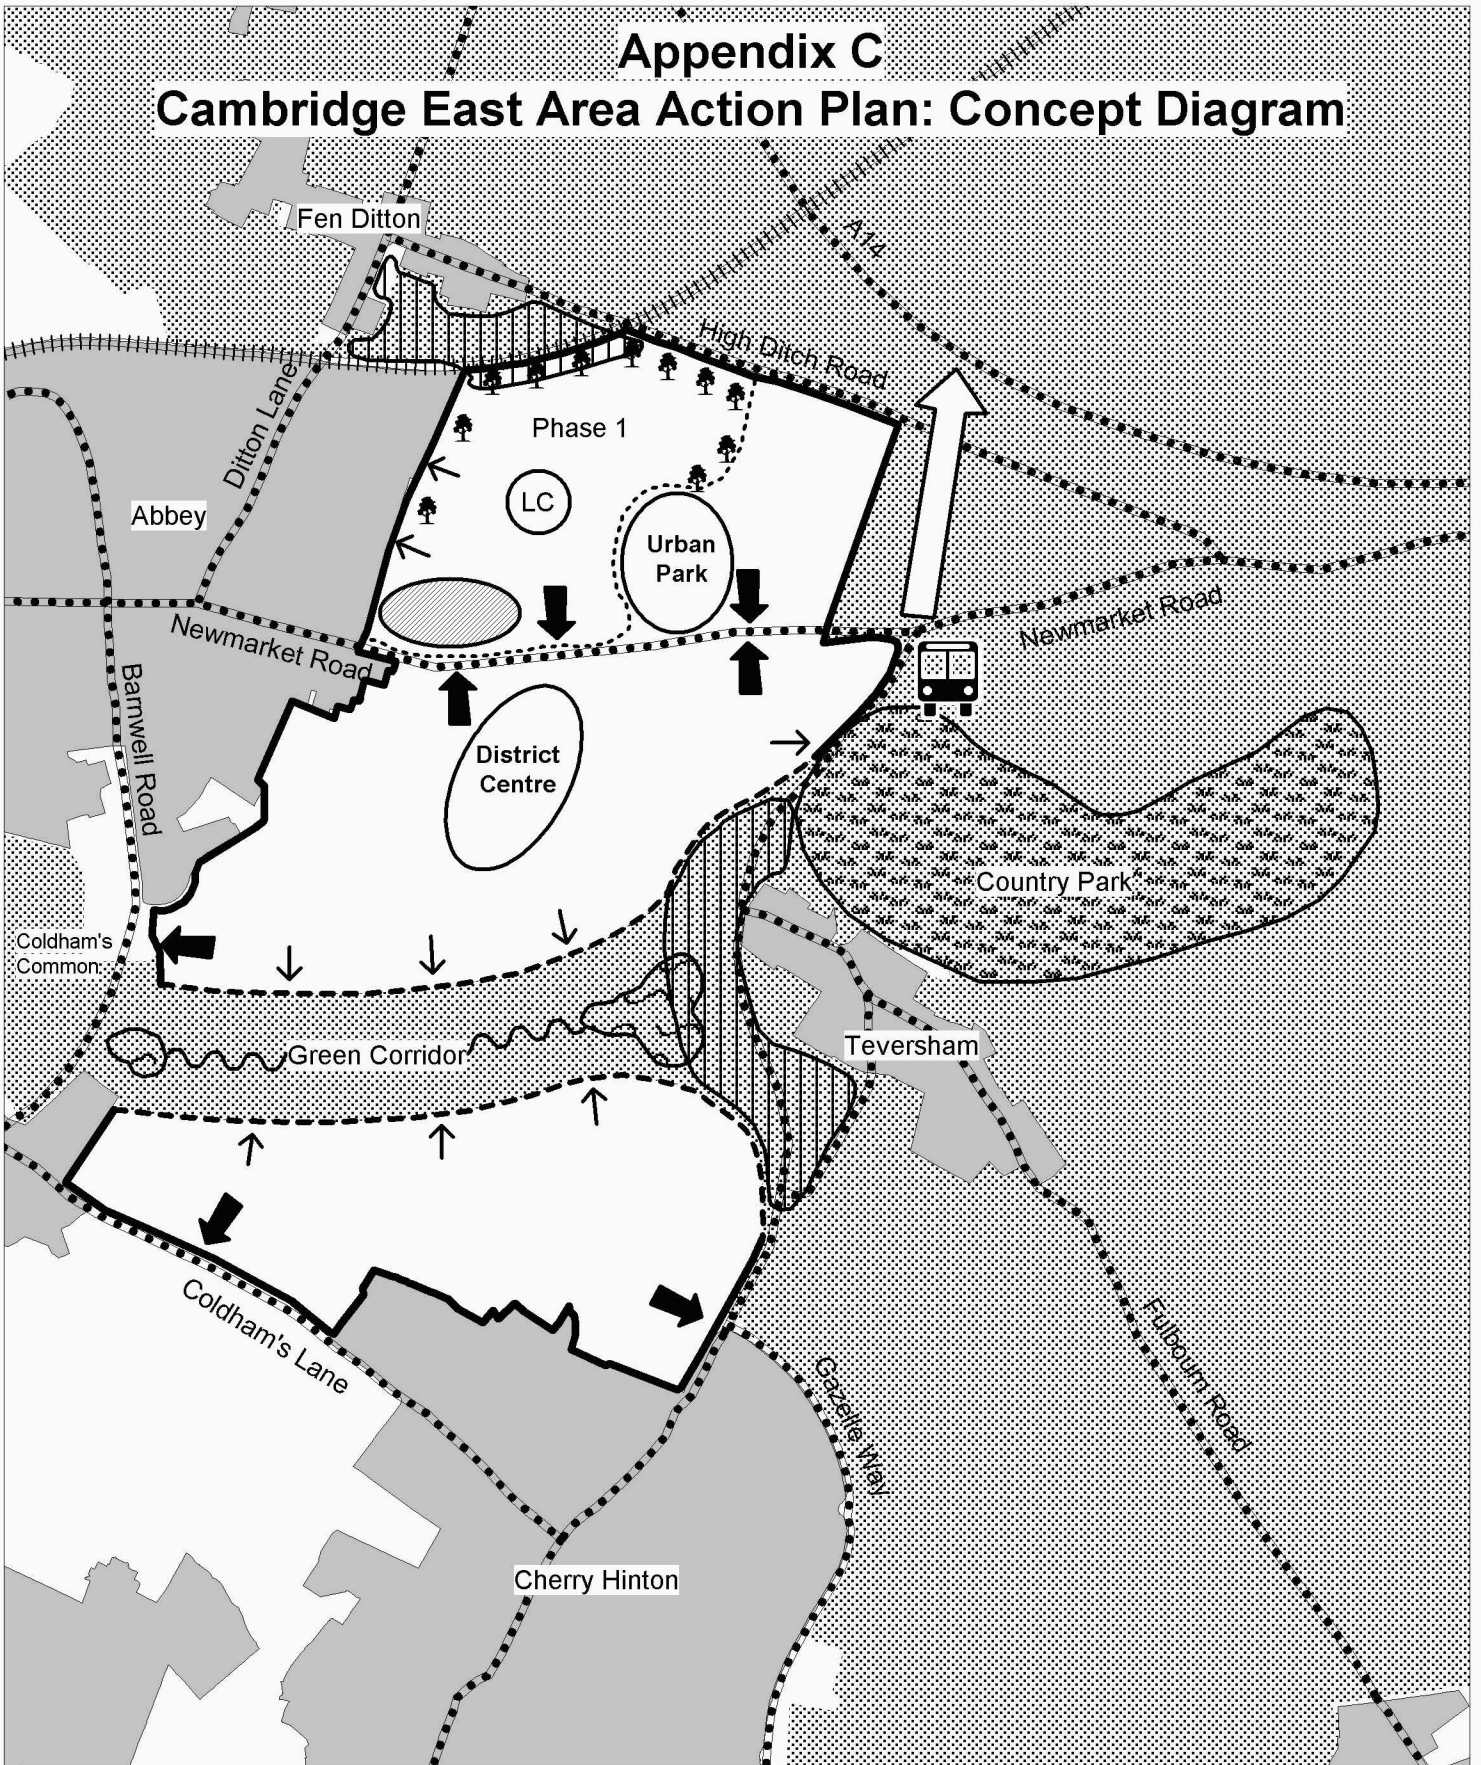 Appendix C
Cambridge East Area Action Plan: Concept Diagram
Fen Ditton
A14
High Ditch Road
Ditton Lane
Phase 1
LC
Abbey
Urban
Park
Newmarket Road
Newmarket Road
Barnwell Road
District
Centre
Country Park
Coldham's
Common
Green Corridor
Teversham
Coldham's Lane
Gazelle Way
Fulbourn Road
Cherry Hinton